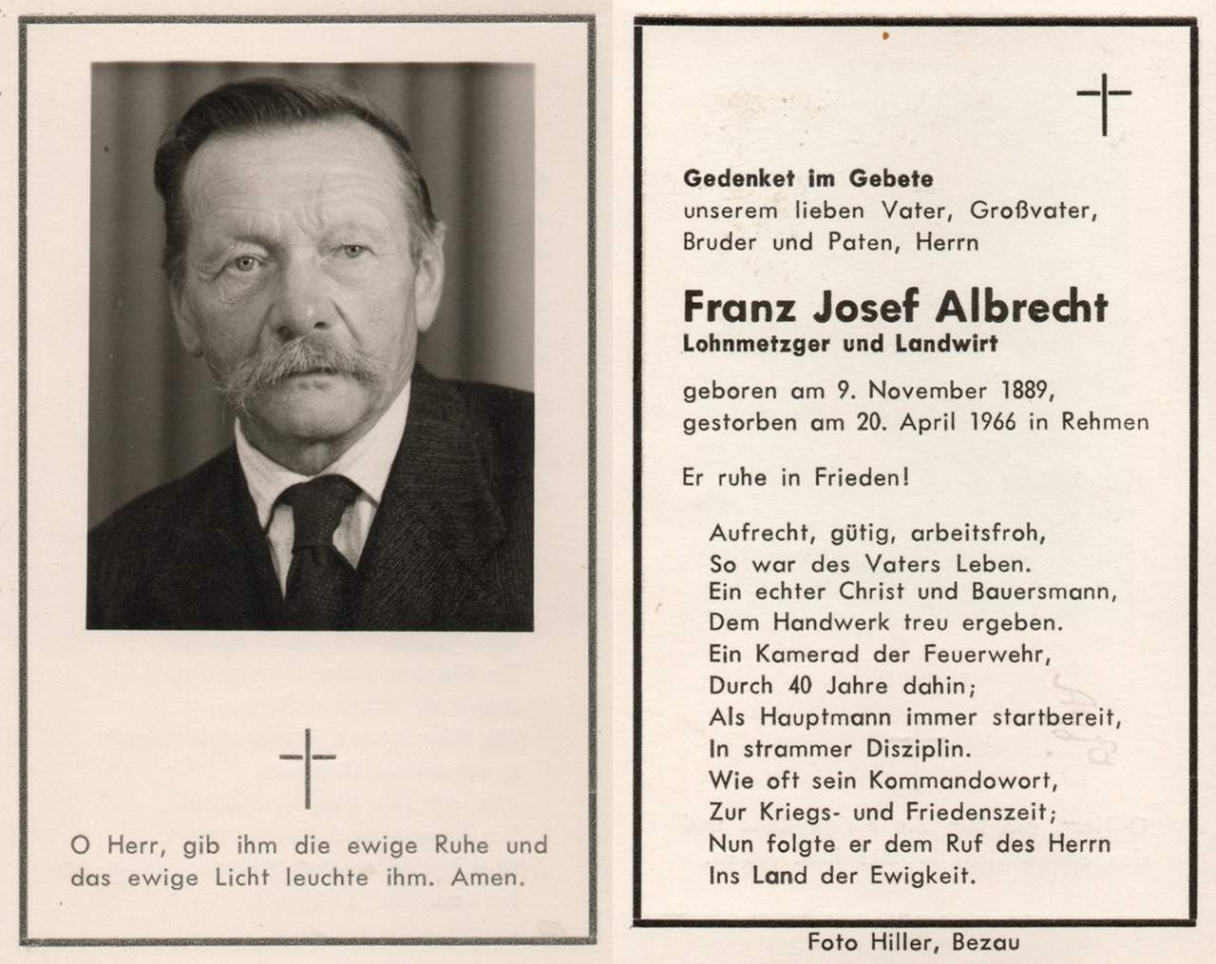 O Herr, gib ihm die ewige Ruhe und
das ewige Licht leuchte ihm. Amen.
Gedenket im Gebete
unserem lieben Vater, Großvater,
Bruder und Paten, Herrn
Franz Josef Albrecht
Lohnmetzger und Landwirt
geboren am 9. November 1889,
gestorben am 20. April 1966 in Rehmen
Er ruhe in Frieden!
Aufrecht, gütig, arbeitsfroh,
So war des Vaters Leben.
Ein echter Christ und Bauersmann,
Dem Handwerk treu ergeben.
Ein Kamerad der Feuerwehr,
Durch 40 Jahre dahin;
Als Hauptmann immer startbereit,
In strammer Disziplin.
Wie oft sein Kommandowort,
Zur Kriegs- und Friedenszeit;
Nun folgte er dem Ruf des Herrn
Ins Land der Ewigkeit.
Foto Hiller, Bezau